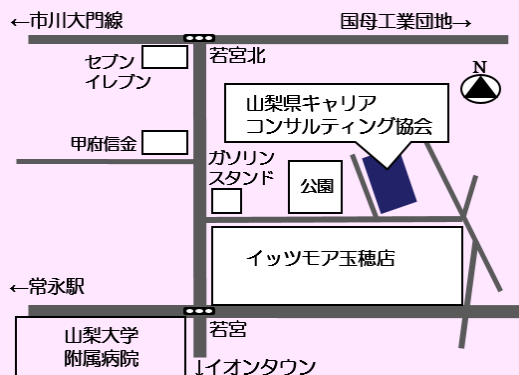 ←市川大門線
国母工業団地→
セブン
イレブン
若宮北
N
山梨県キャリア
コンサルティング協会
甲府信金
ガソリン
スタンド
公園
イッツモア玉穂店
←常永駅
若宮
山梨大学
附属病院
↓イオンタウン